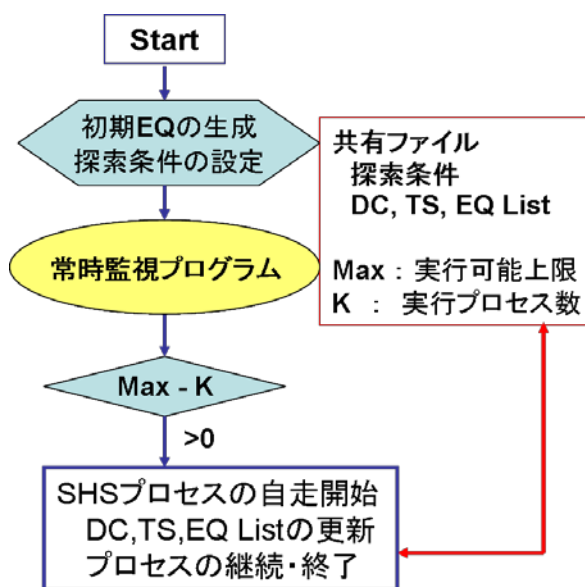 Start
初期EQの生成
探索条件の設定
共有ファイル
探索条件
DC, TS, EQ List
常時監視プログラム
Max : 実行可能上限
K : 実行プロセス数
Max - K
>0
SHSプロセスの自走開始
DC,TS,EQ Listの更新
プロセスの継続・終了